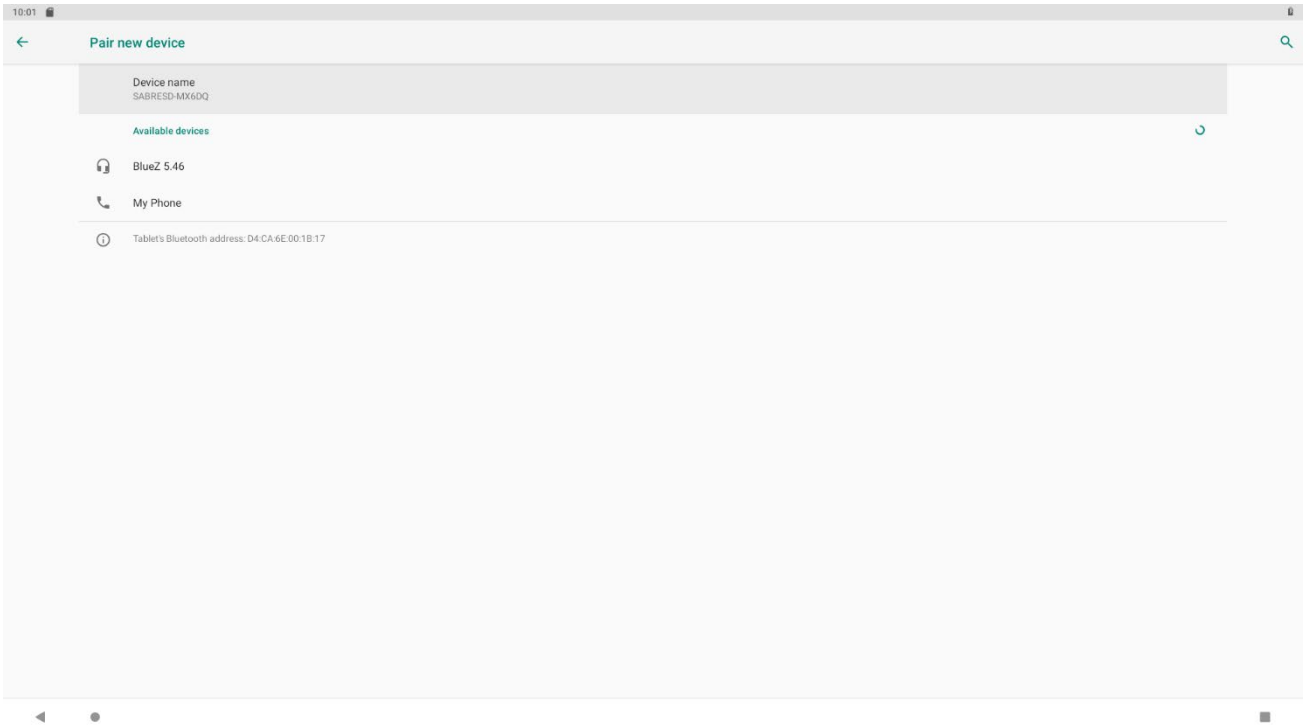 10:01
Pair new device
Device name
SABRESD-MX6DQ
Available devices
BlueZ 5.46
My Phone
Tablet's Bluetooth address: D4:CA:6E:00:1B:17